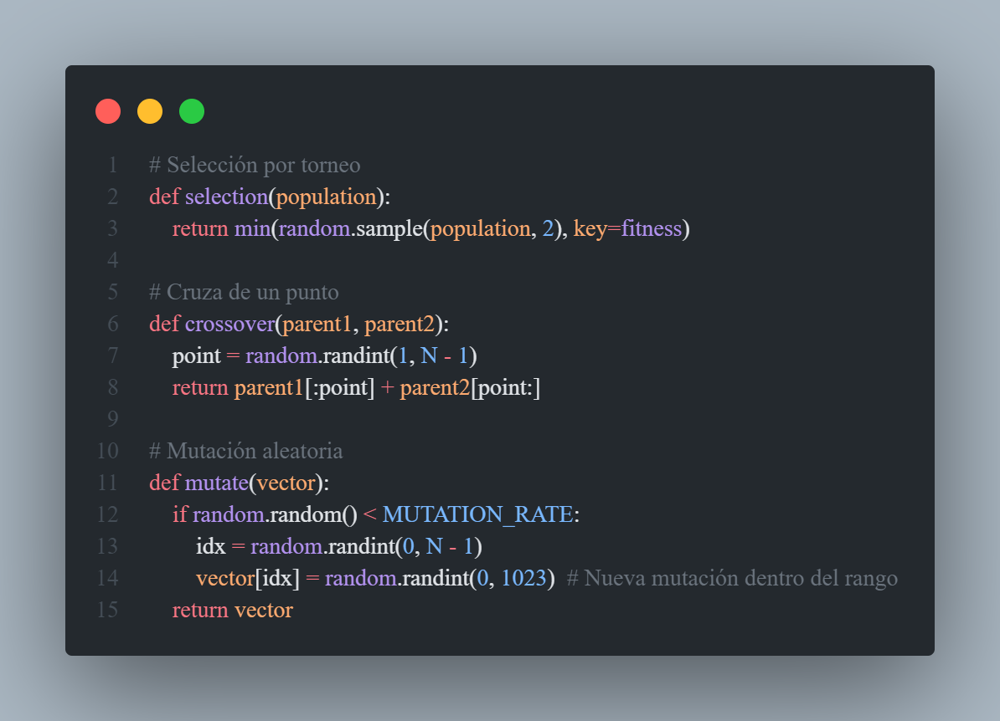 1 # Selección por torneo
2 def selection(population):
3     return min(random.sample(population, 2), key=fitness)
4
5 # Cruza de un punto
6 def crossover(parent1, parent2):
7     point = random.randint(1, N - 1)
8     return parent1[:point] + parent2[point:]
9
10 # Mutación aleatoria
11 def mutate(vector):
12     if random.random() < MUTATION_RATE:
13         idx = random.randint(0, N - 1)
14         vector[idx] = random.randint(0, 1023)  # Nueva mutación dentro del rango
15     return vector